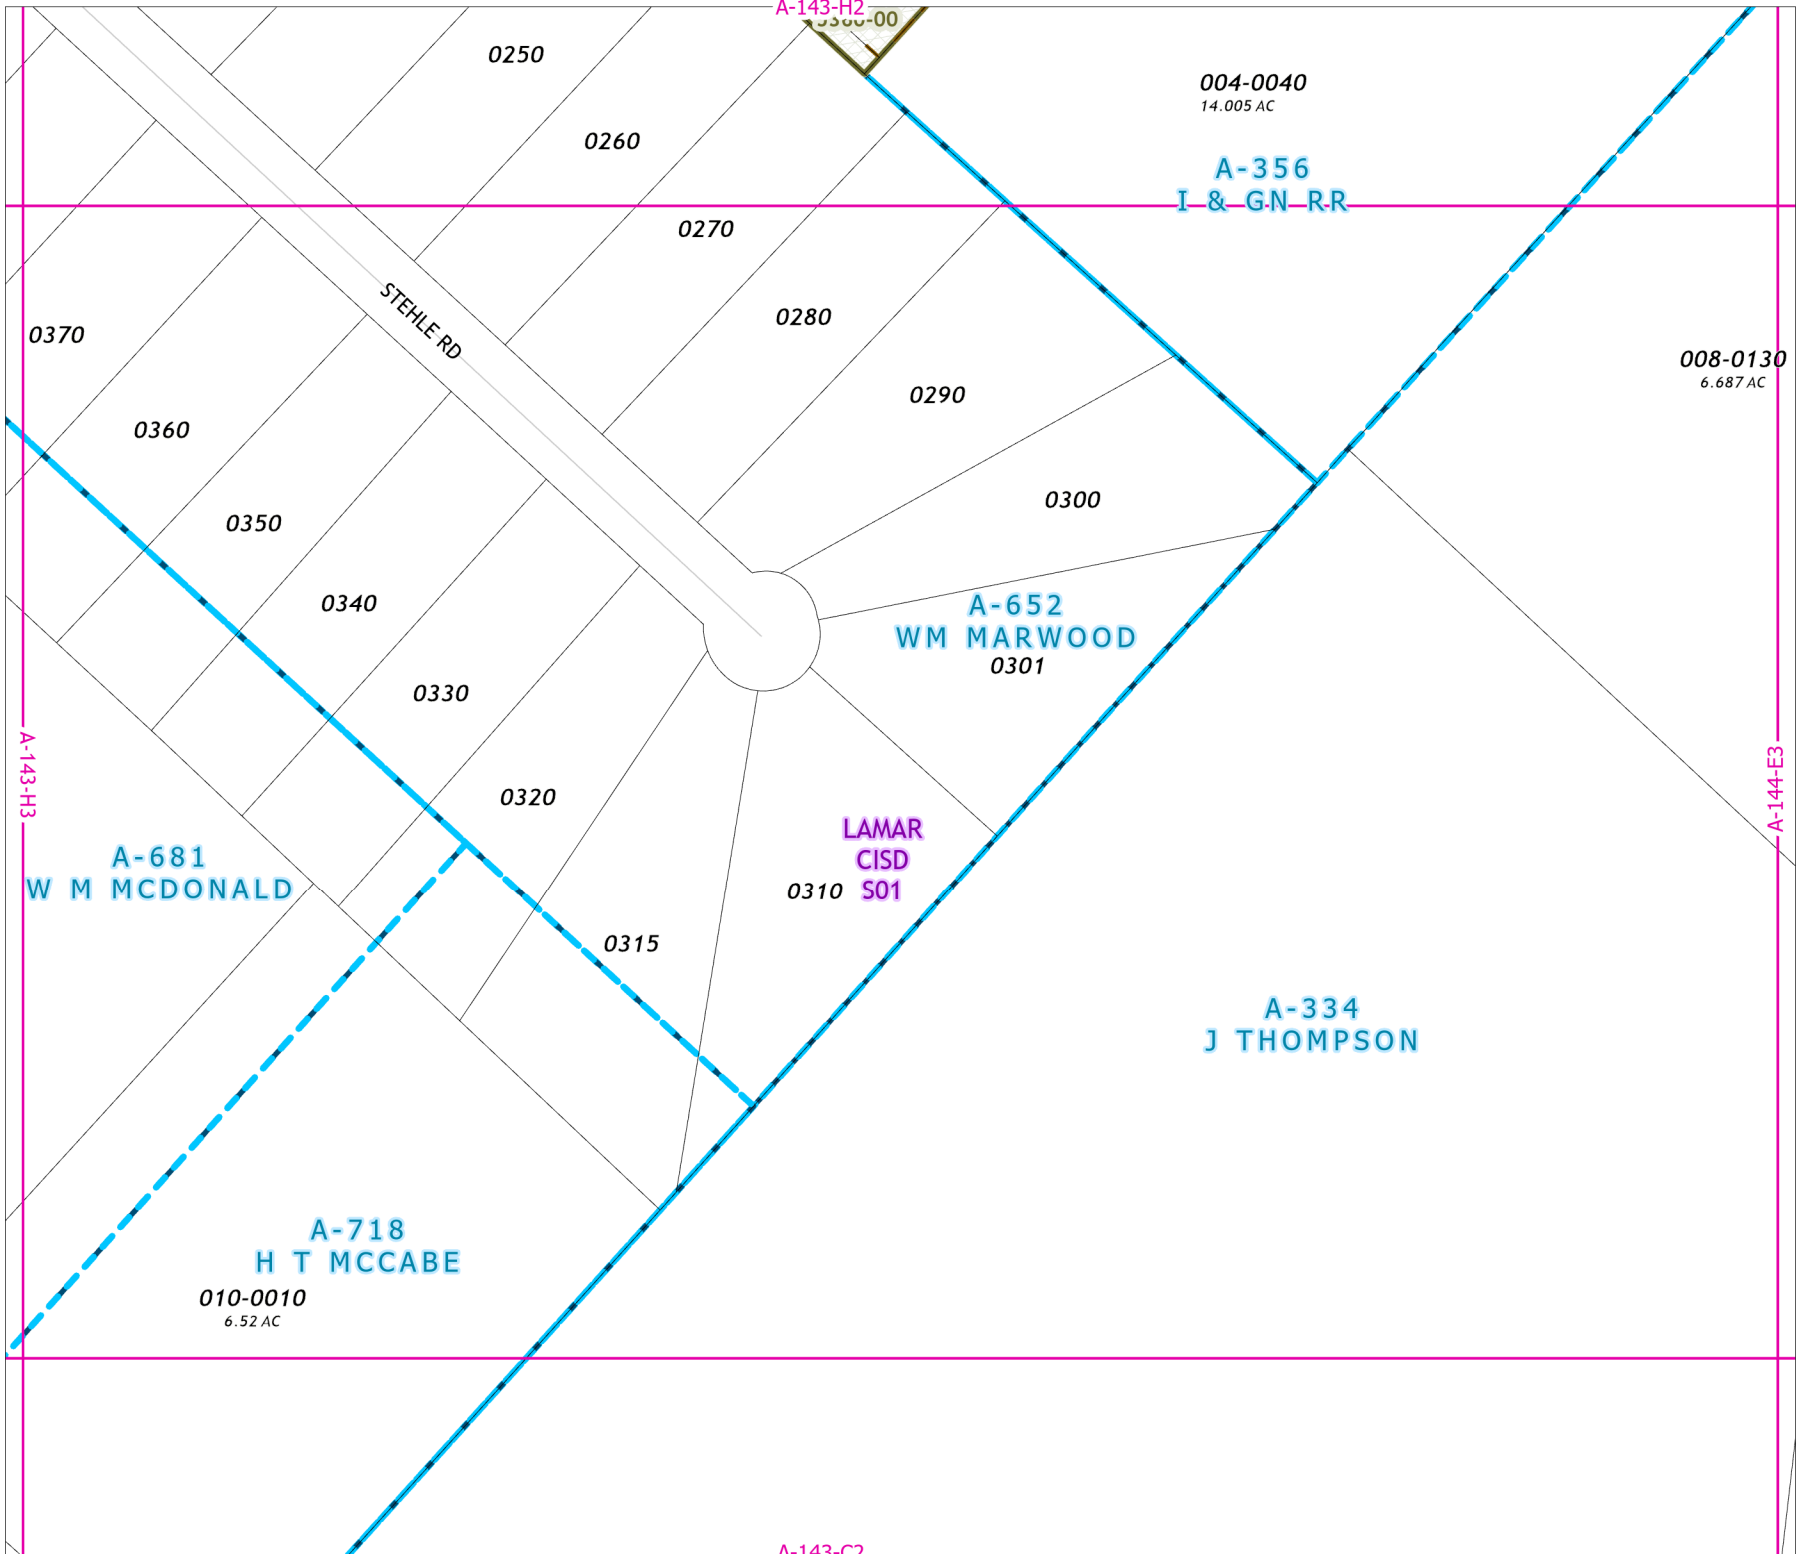 A-143-H2
5360-00
0250
004-0040
14.005 AC
0260
A-356
I & GN RR
0270
STEHLE RD
0280
0370
008-0130
6.687 AC
0290
0360
0300
0350
0340
A-652
WM MARWOOD
0301
0330
A-143-H3
A-144-E3
0320
LAMAR
CISD
S01
0310
A-681
W M MCDONALD
0315
A-334
J THOMPSON
A-718
H T MCCABE
010-0010
6.52 AC
A-143-C2